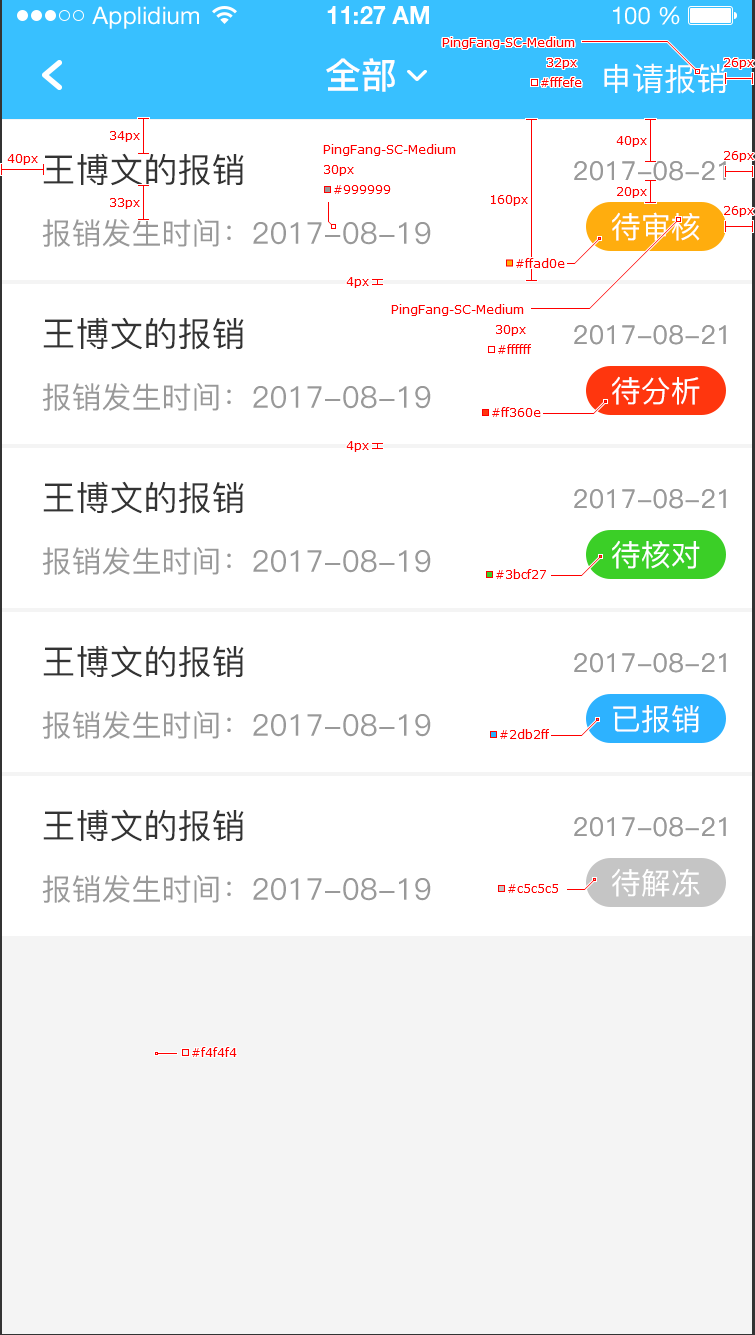 Applidium 11:27 AM 100 %
PingFang-SC-Medium
32px
#fffefe
26px
全部
申请报销
34px
40px
33px
王博文的报销
PingFang-SC-Medium
30px
#999999
40px
26px
2017-08-21
160px
20px
26px
报销发生时间：2017-08-19
待审核
#ffad0e
4px
PingFang-SC-Medium
30px
#ffffff
王博文的报销
2017-08-21
报销发生时间：2017-08-19
待分析
#ff360e
4px
王博文的报销
2017-08-21
报销发生时间：2017-08-19
待核对
#3bcf27
王博文的报销
2017-08-21
报销发生时间：2017-08-19
已报销
#2db2ff
王博文的报销
2017-08-21
报销发生时间：2017-08-19
待解冻
#c5c5c5
#f4f4f4